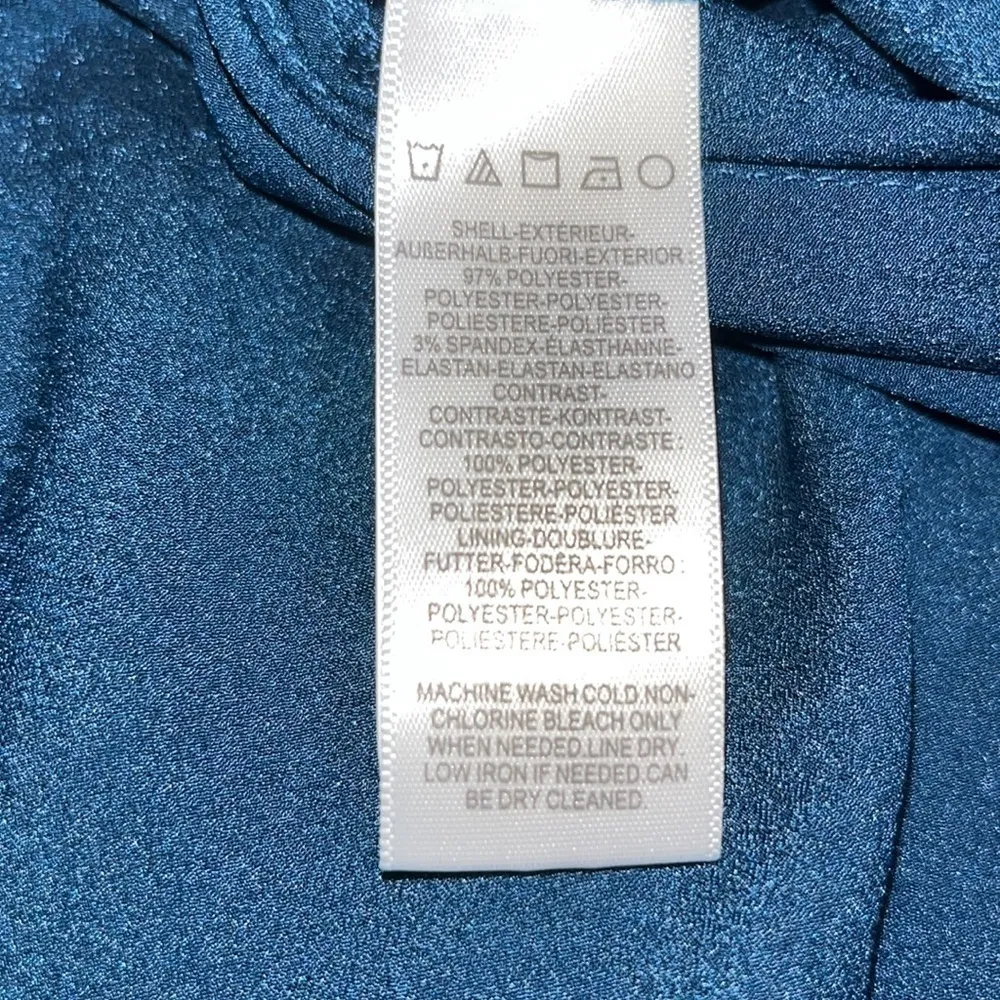 SHELL-EXTÉRIEUR-
AUßERHALB-FUORI-EXTERIOR :
97% POLYESTER-
POLYESTER-POLYESTER-
POLIESTERE-POLIÉSTER
3% SPANDEX-ÉLASTHANNE-
ELASTAN-ELASTAN-ELASTANO
CONTRAST-
CONTRASTE-KONTRAST-
CONTRASTO-CONTRASTE :
100% POLYESTER-
POLYESTER-POLYESTER-
POLIESTERE-POLIÉSTER
LINING-DOUBLURE-
FUTTER-FODÊRA-FORRO :
100% POLYESTER-
POLYESTER-POLYESTER-
POLIESTERE-POLIÉSTER
MACHINE WASH COLD.NON-
CHLORINE BLEACH ONLY
WHEN NEEDED.LINE DRY.
LOW IRON IF NEEDED.CAN
BE DRY CLEANED.